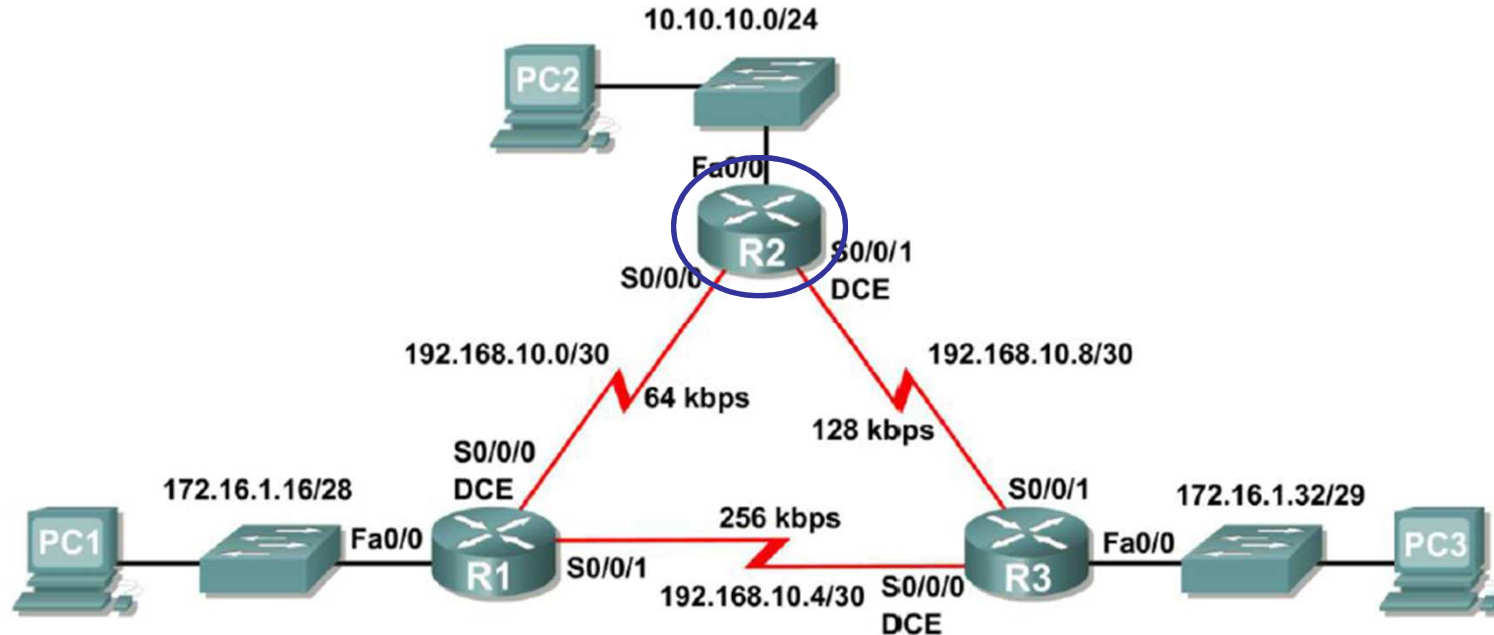 10.10.10.0/24
PC2
Fa0/0
R2
S0/0/1
DCE
S0/0/0
192.168.10.0/30
192.168.10.8/30
64 kbps
128 kbps
S0/0/0
DCE
S0/0/1
172.16.1.16/28
172.16.1.32/29
256 kbps
PC1
Fa0/0
R1
S0/0/1
192.168.10.4/30
S0/0/0
DCE
R3
Fa0/0
PC3